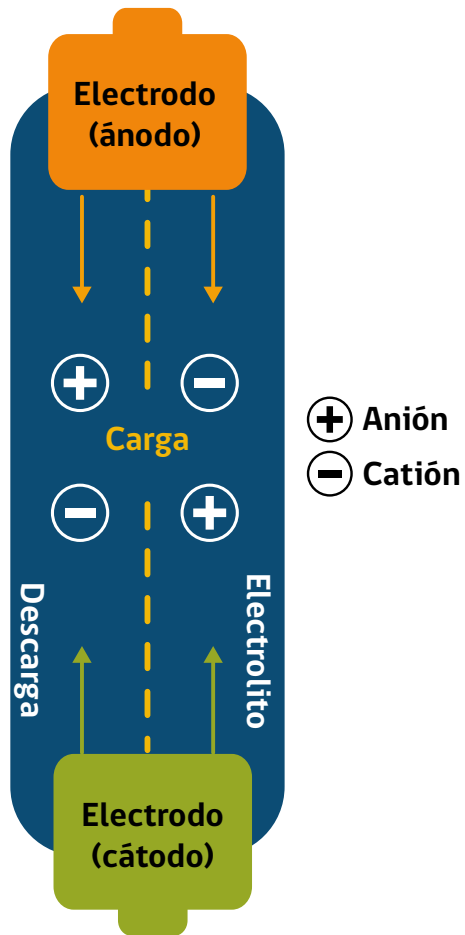 Electrodo
(ánodo)
Carga
+ Anión
− Catión
Descarga
Electrolito
Electrodo
(cátodo)